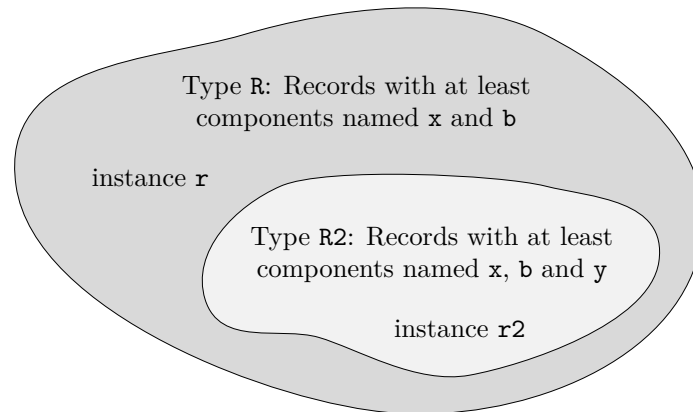 Type R: Records with at least
components named x and b
instance r
Type R2: Records with at least
components named x, b and y
instance r2